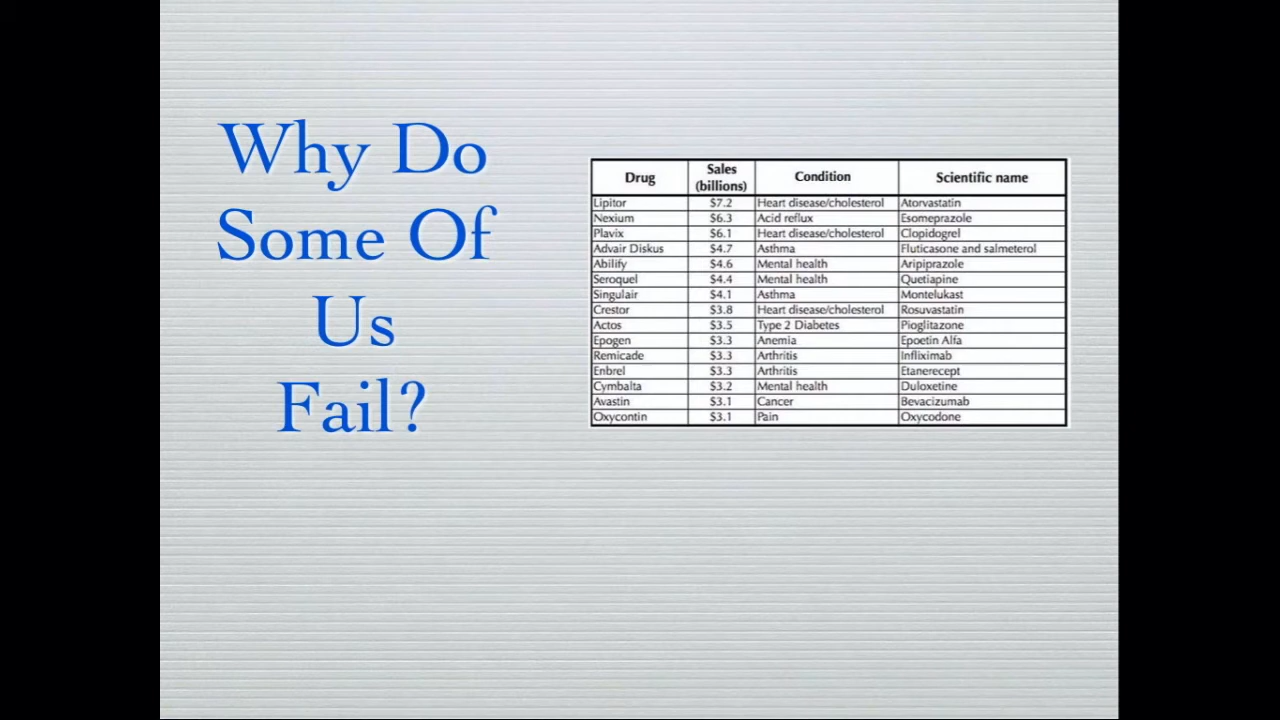 Why Do
Some Of
Us
Fail?
Drug Sales (billions) Condition Scientific name
Lipitor $7.2 Heart disease/cholesterol Atorvastatin
Nexium $6.3 Acid reflux Esomeprazole
Plavix $6.1 Heart disease/cholesterol Clopidogrel
Advair Diskus $4.7 Asthma Fluticasone and salmeterol
Abilify $4.6 Mental health Aripiprazole
Seroquel $4.4 Mental health Quetiapine
Singulair $4.1 Asthma Montelukast
Crestor $3.8 Heart disease/cholesterol Rosuvastatin
Actos $3.5 Type 2 Diabetes Pioglitazone
Epogen $3.3 Anemia Epoetin Alfa
Remicade $3.3 Arthritis Infliximab
Enbrel $3.3 Arthritis Etanerecept
Cymbalta $3.2 Mental health Duloxetine
Avastin $3.1 Cancer Bevacizumab
Oxycontin $3.1 Pain Oxycodone